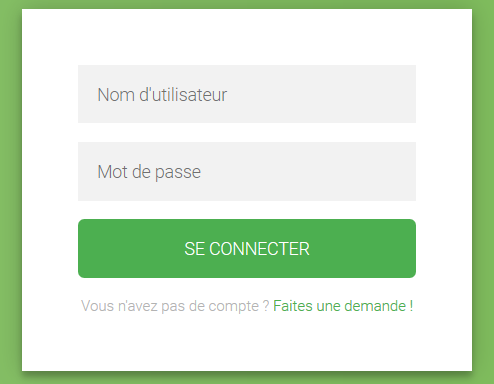 Nom d'utilisateur
Mot de passe
SE CONNECTER
Vous n'avez pas de compte ? Faites une demande !